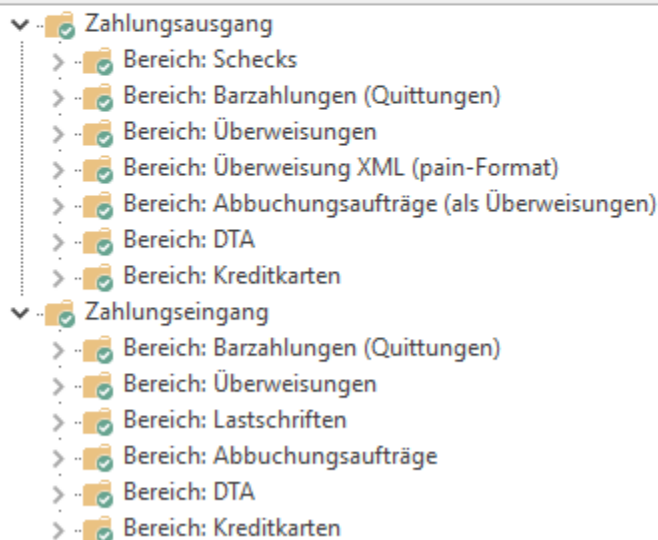 Zahlungsausgang
Bereich: Schecks
Bereich: Barzahlungen (Quittungen)
Bereich: Überweisungen
Bereich: Überweisung XML (pain-Format)
Bereich: Abbuchungsaufträge (als Überweisungen)
Bereich: DTA
Bereich: Kreditkarten
Zahlungseingang
Bereich: Barzahlungen (Quittungen)
Bereich: Überweisungen
Bereich: Lastschriften
Bereich: Abbuchungsaufträge
Bereich: DTA
Bereich: Kreditkarten